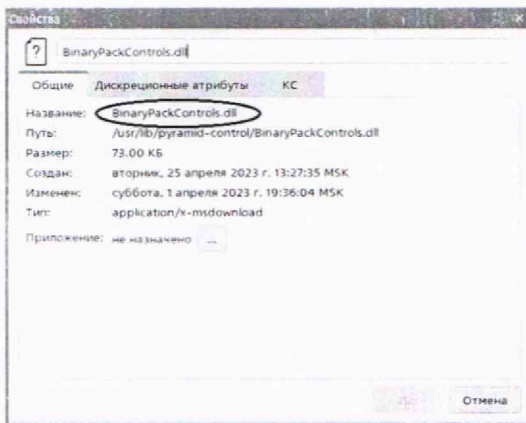 Свойства
?
BinaryPackControls.dll
Общие Дискреционные атрибуты КС
Название: BinaryPackControls.dll
Путь: /usr/lib/pyramid-control/BinaryPackControls.dll
Размер: 73.00 КБ
Создан: вторник, 25 апреля 2023 г. 13:27:35 MSK
Изменен: суббота, 1 апреля 2023 г. 19:36:04 MSK
Тип: application/x-msdownload
Приложение: не назначено ...
Отмена